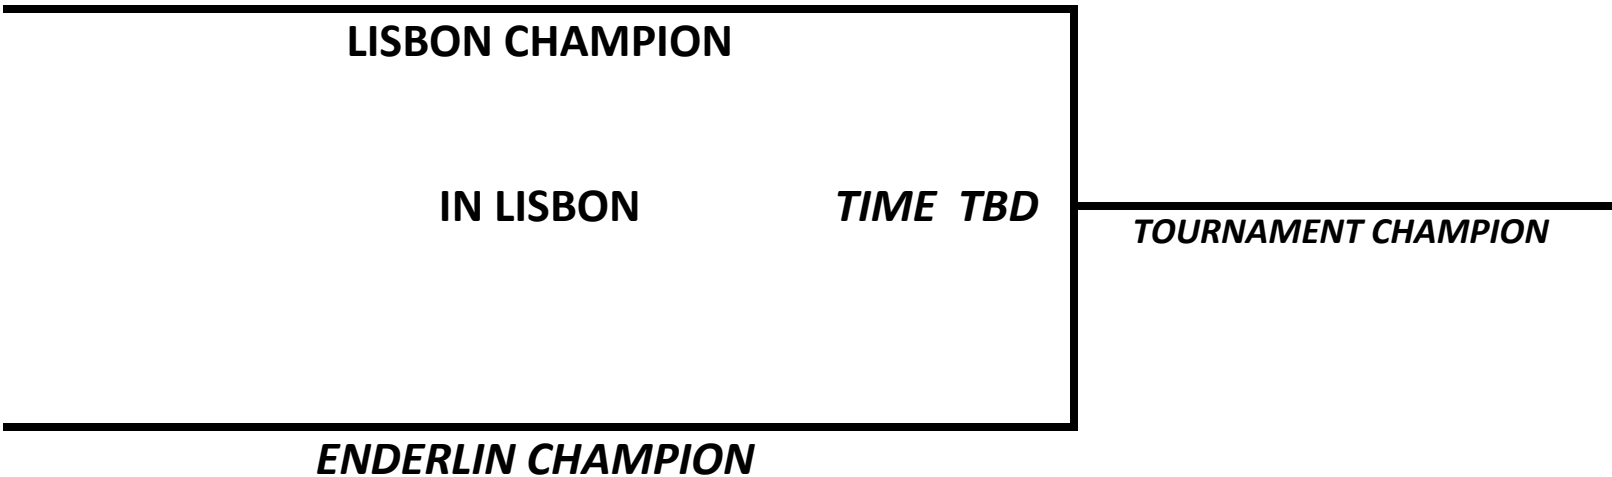 LISBON CHAMPION
IN LISBON TIME TBD
TOURNAMENT CHAMPION
ENDERLIN CHAMPION